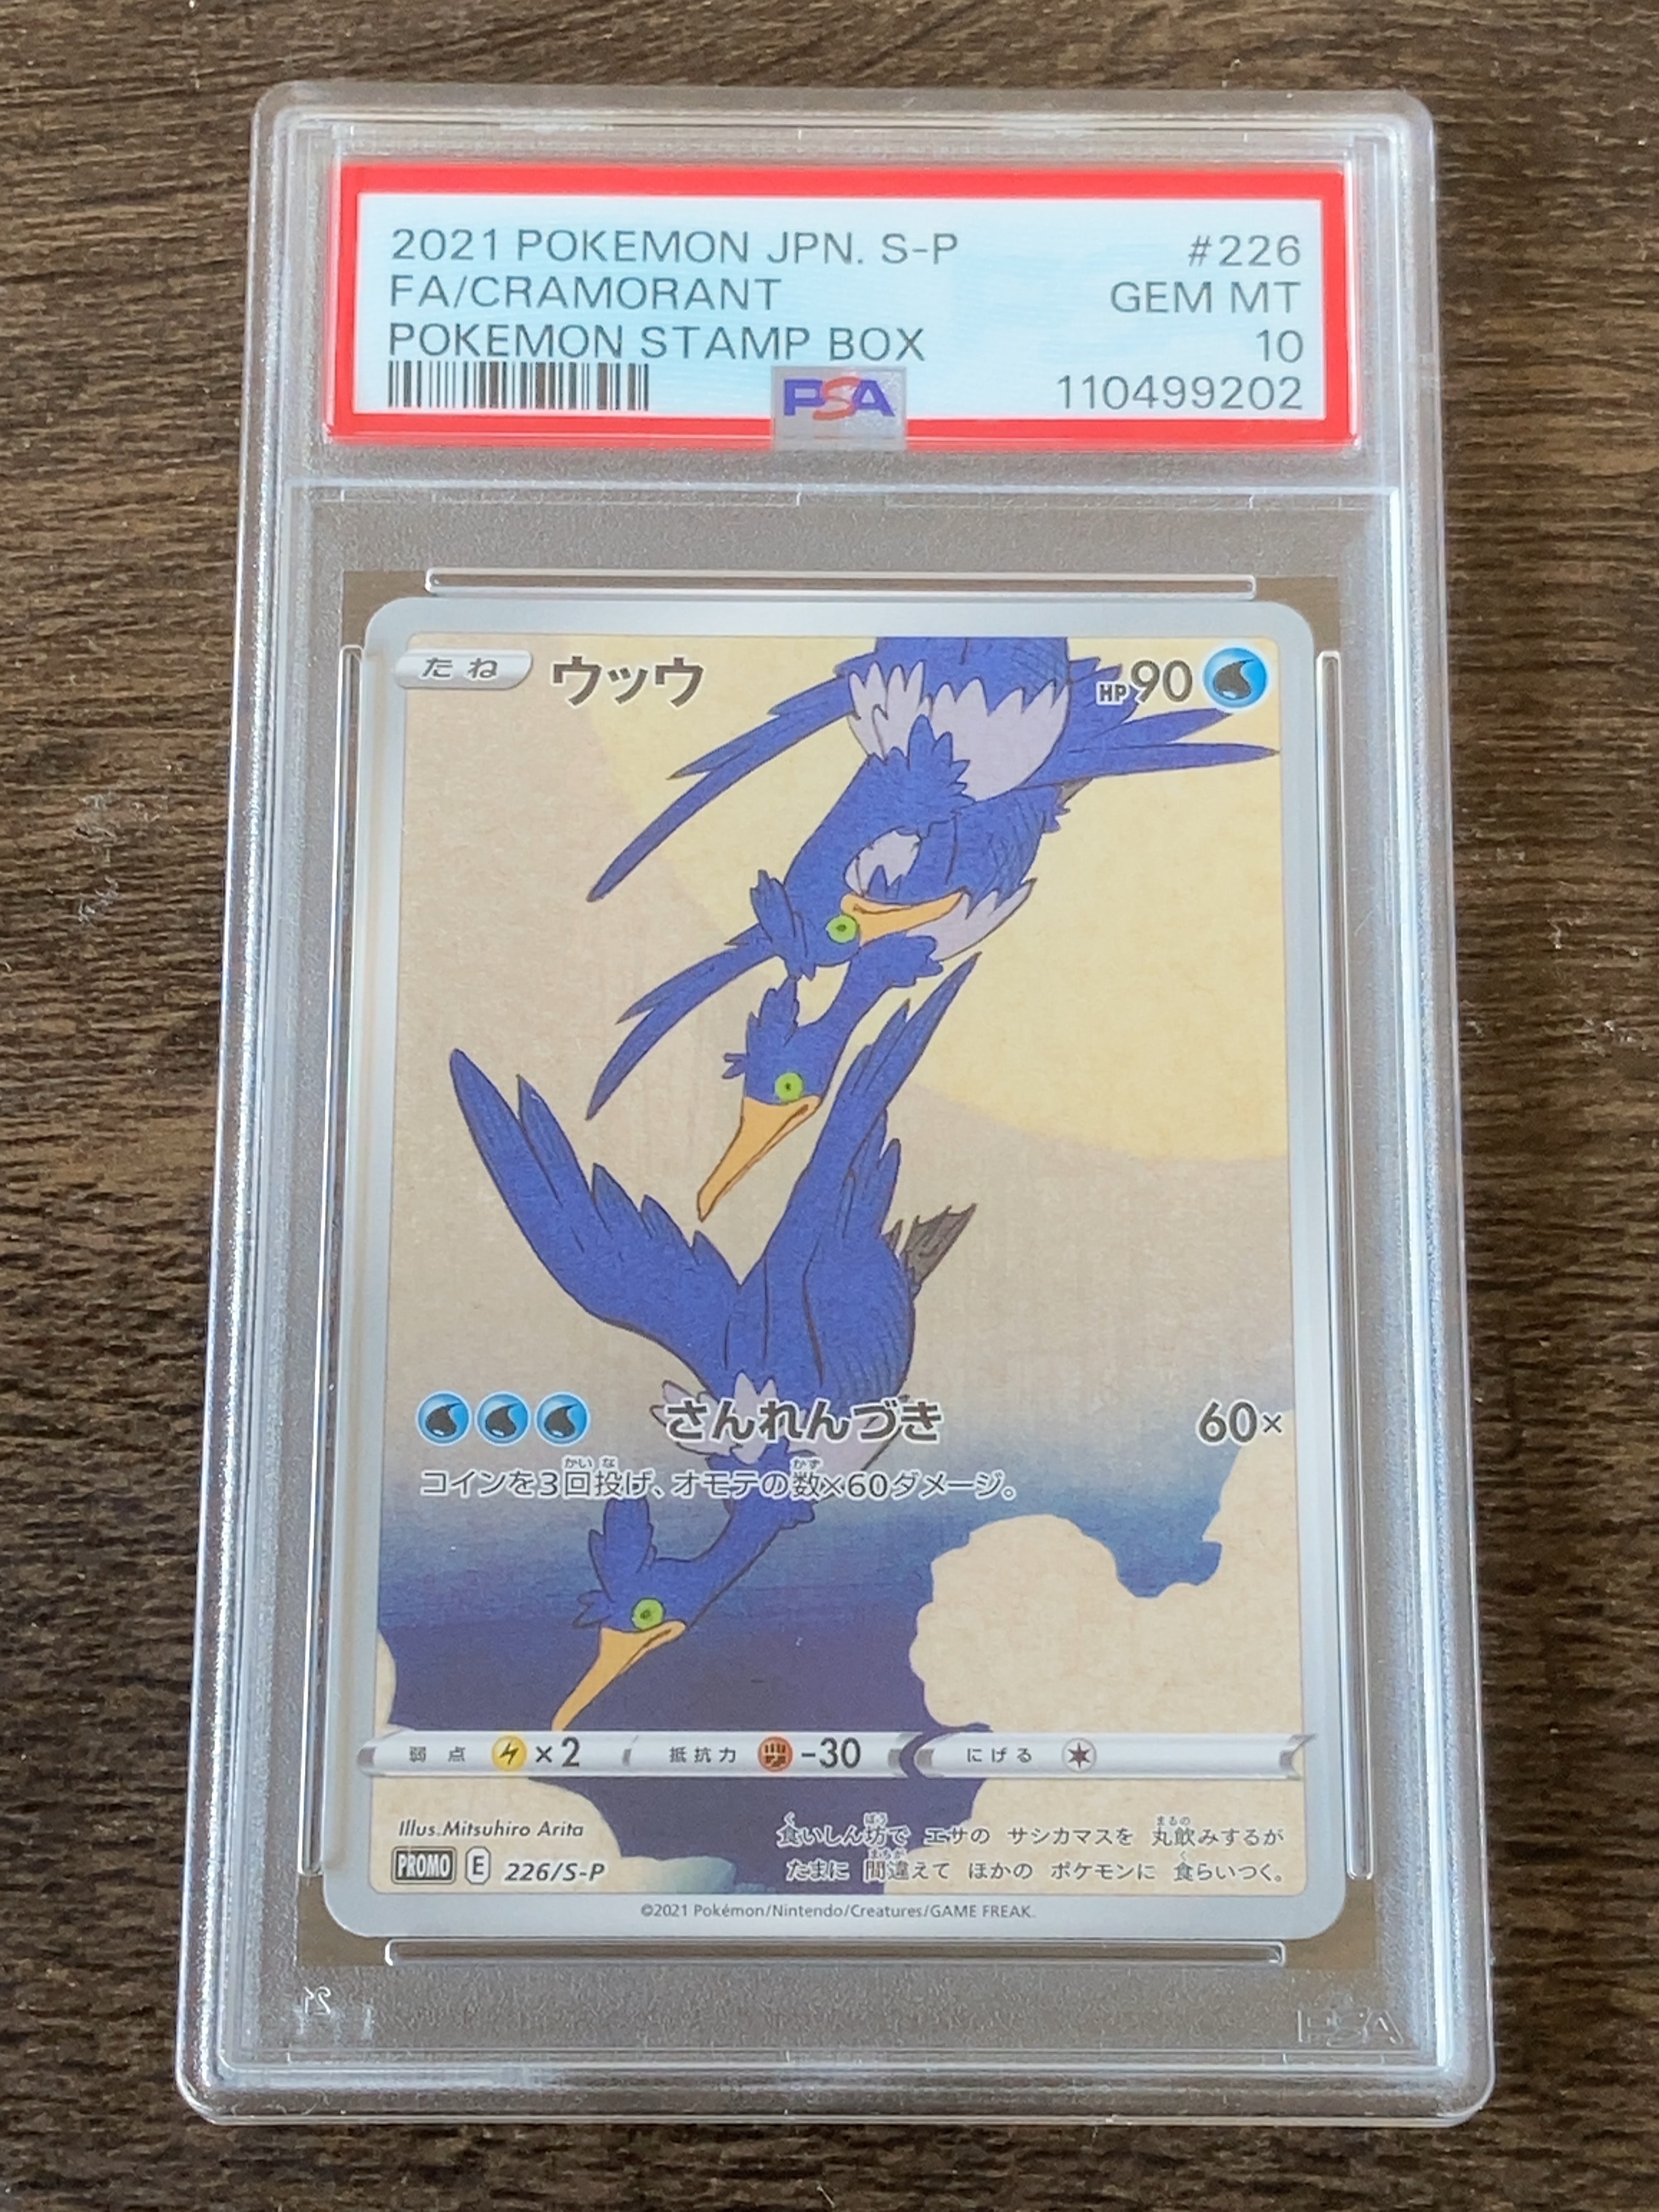 2021 POKEMON JPN. S-P #226
FA/CRAMORANT GEM MT
POKEMON STAMP BOX 10
PSA 110499202
たね ウッウ HP90
さんれんづき 60×
コインを3回投げ、オモテの数×60ダメージ。
弱点 ×2 抵抗力 -30 にげる
Illus.Mitsuhiro Arita
食いしん坊で エサの サシカマスを 丸飲みするが
PROMO E 226/S-P
たまに 間違えて ほかの ポケモンに 食らいつく。
©2021 Pokémon/Nintendo/Creatures/GAME FREAK.
PSA